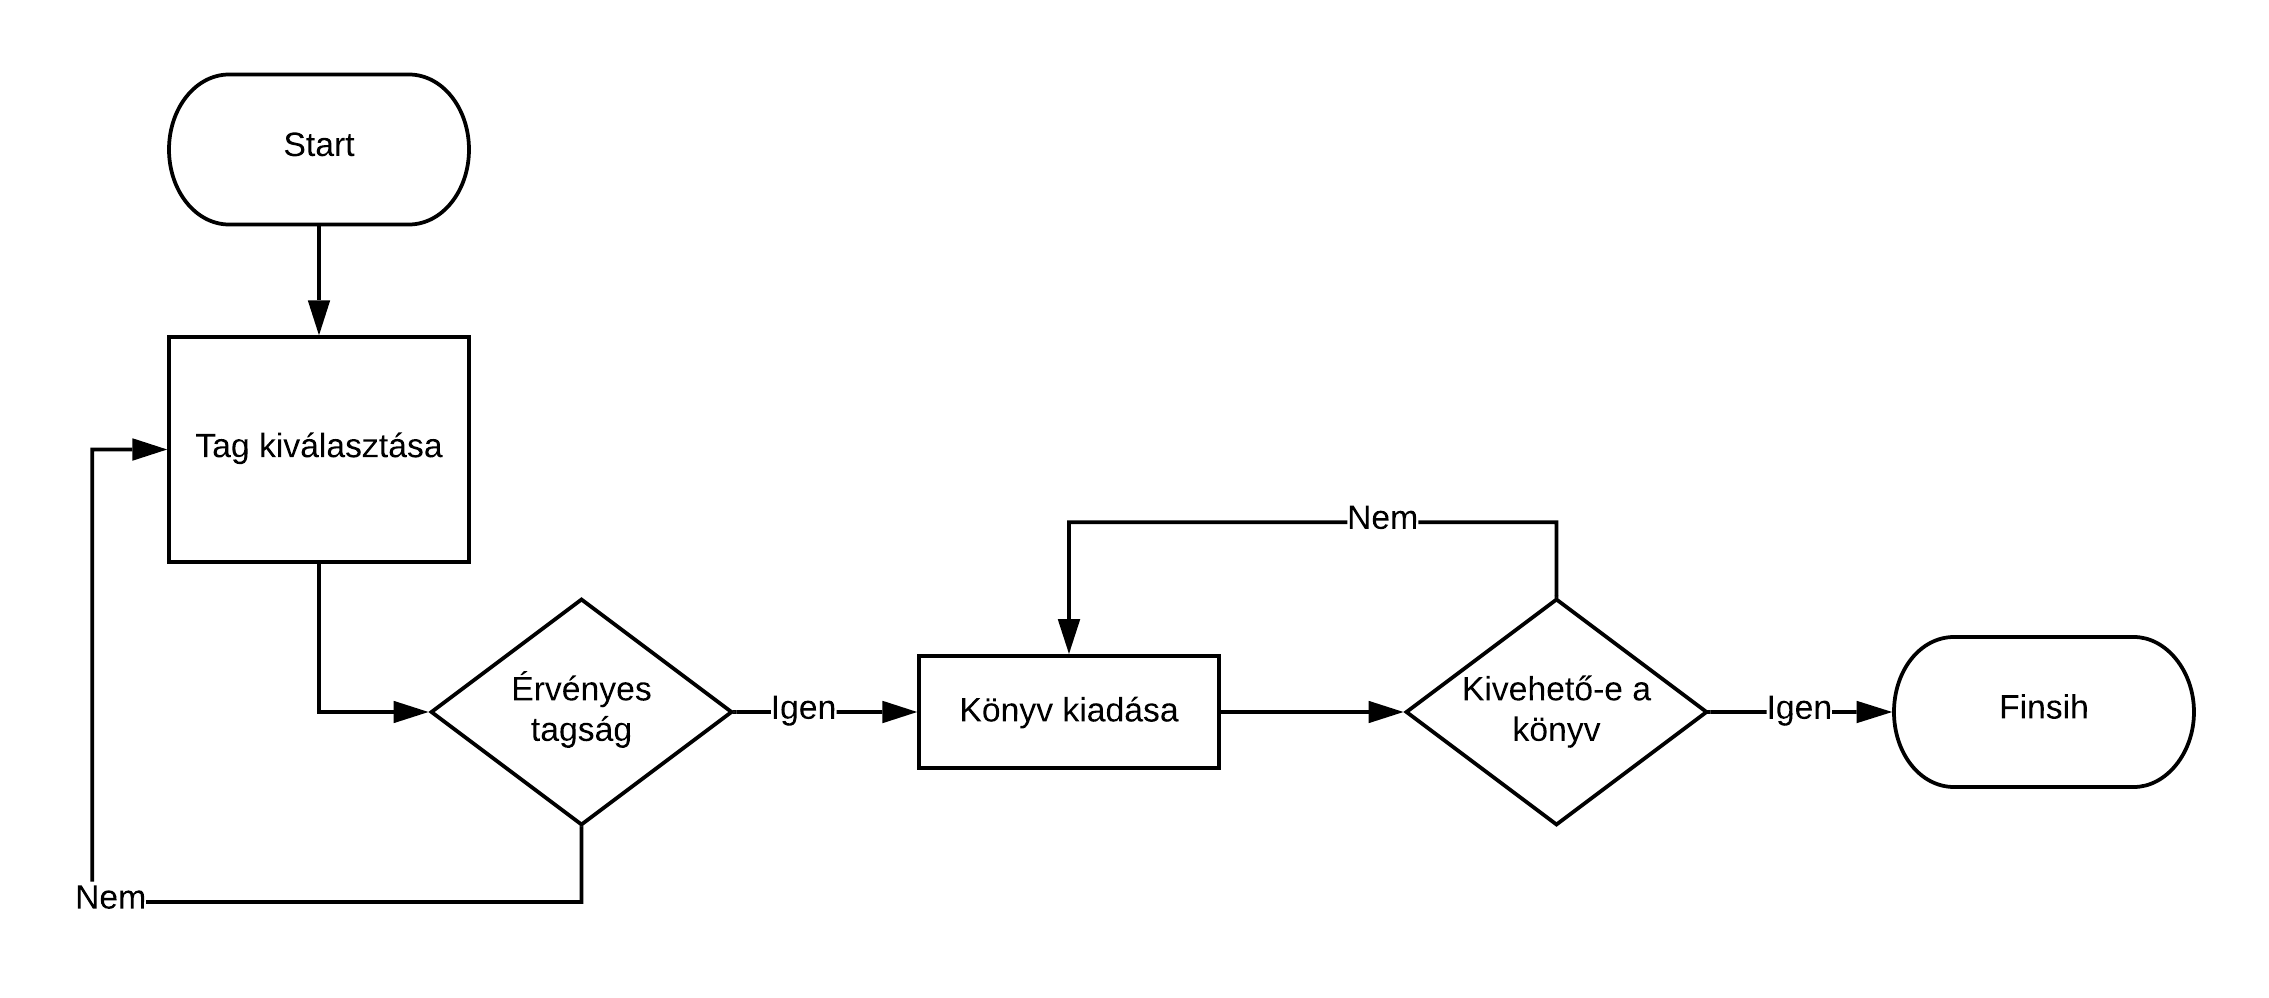 Start
Tag kiválasztása
Nem
Érvényes
tagság
Igen
Könyv kiadása
Nem
Kivehető-e a
könyv
Igen
Finsih